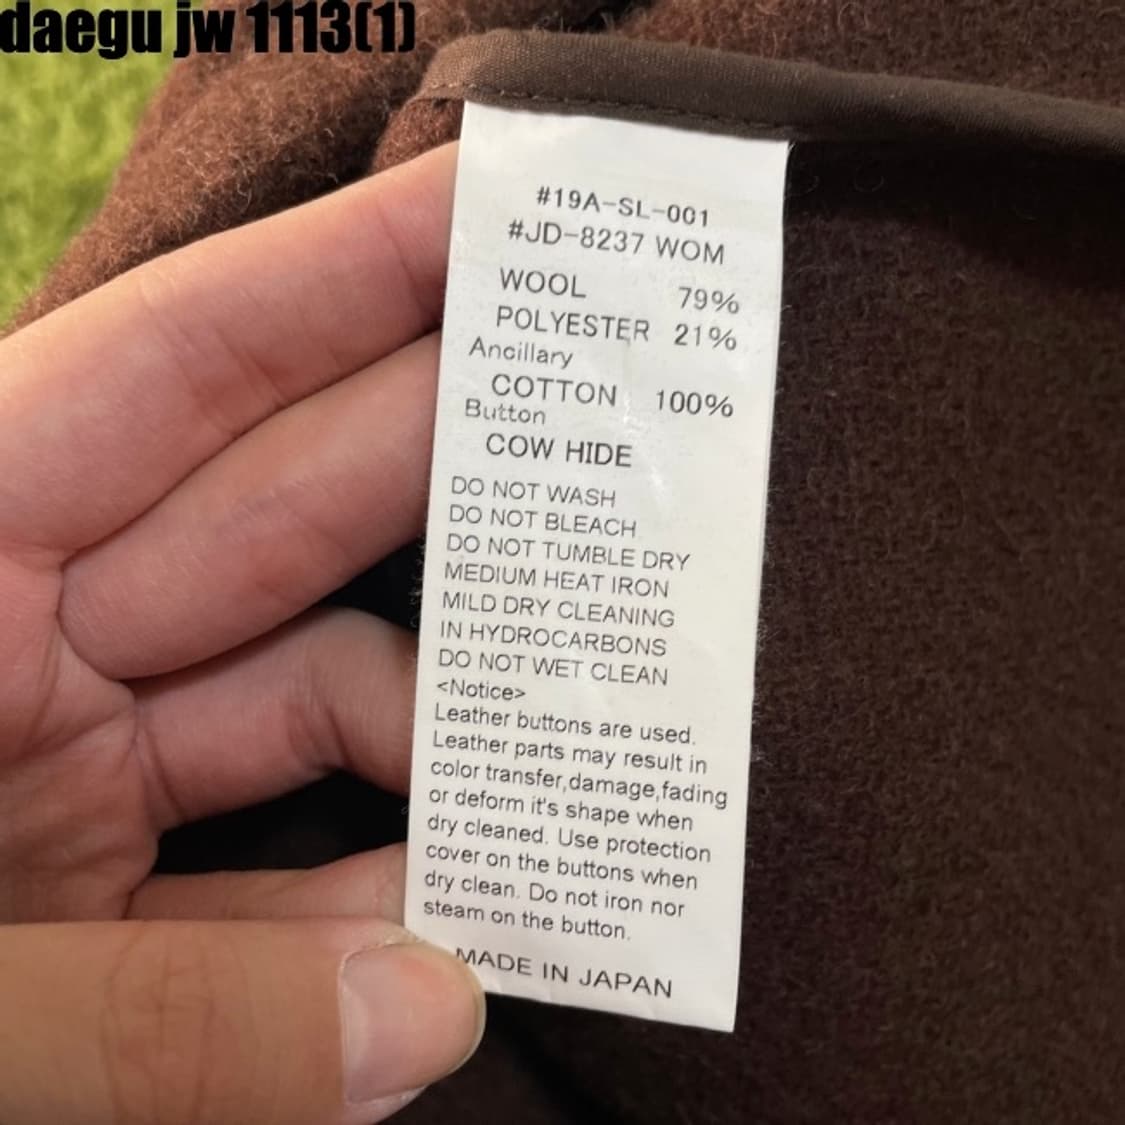 daegu jw 1113(1)
#19A-SL-001
#JD-8237 WOM
WOOL 79%
POLYESTER 21%
Ancillary
COTTON 100%
Button
COW HIDE
DO NOT WASH
DO NOT BLEACH
DO NOT TUMBLE DRY
MEDIUM HEAT IRON
MILD DRY CLEANING
IN HYDROCARBONS
DO NOT WET CLEAN
<Notice>
Leather buttons are used.
Leather parts may result in
color transfer,damage,fading
or deform it's shape when
dry cleaned. Use protection
cover on the buttons when
dry clean. Do not iron nor
steam on the button.
MADE IN JAPAN